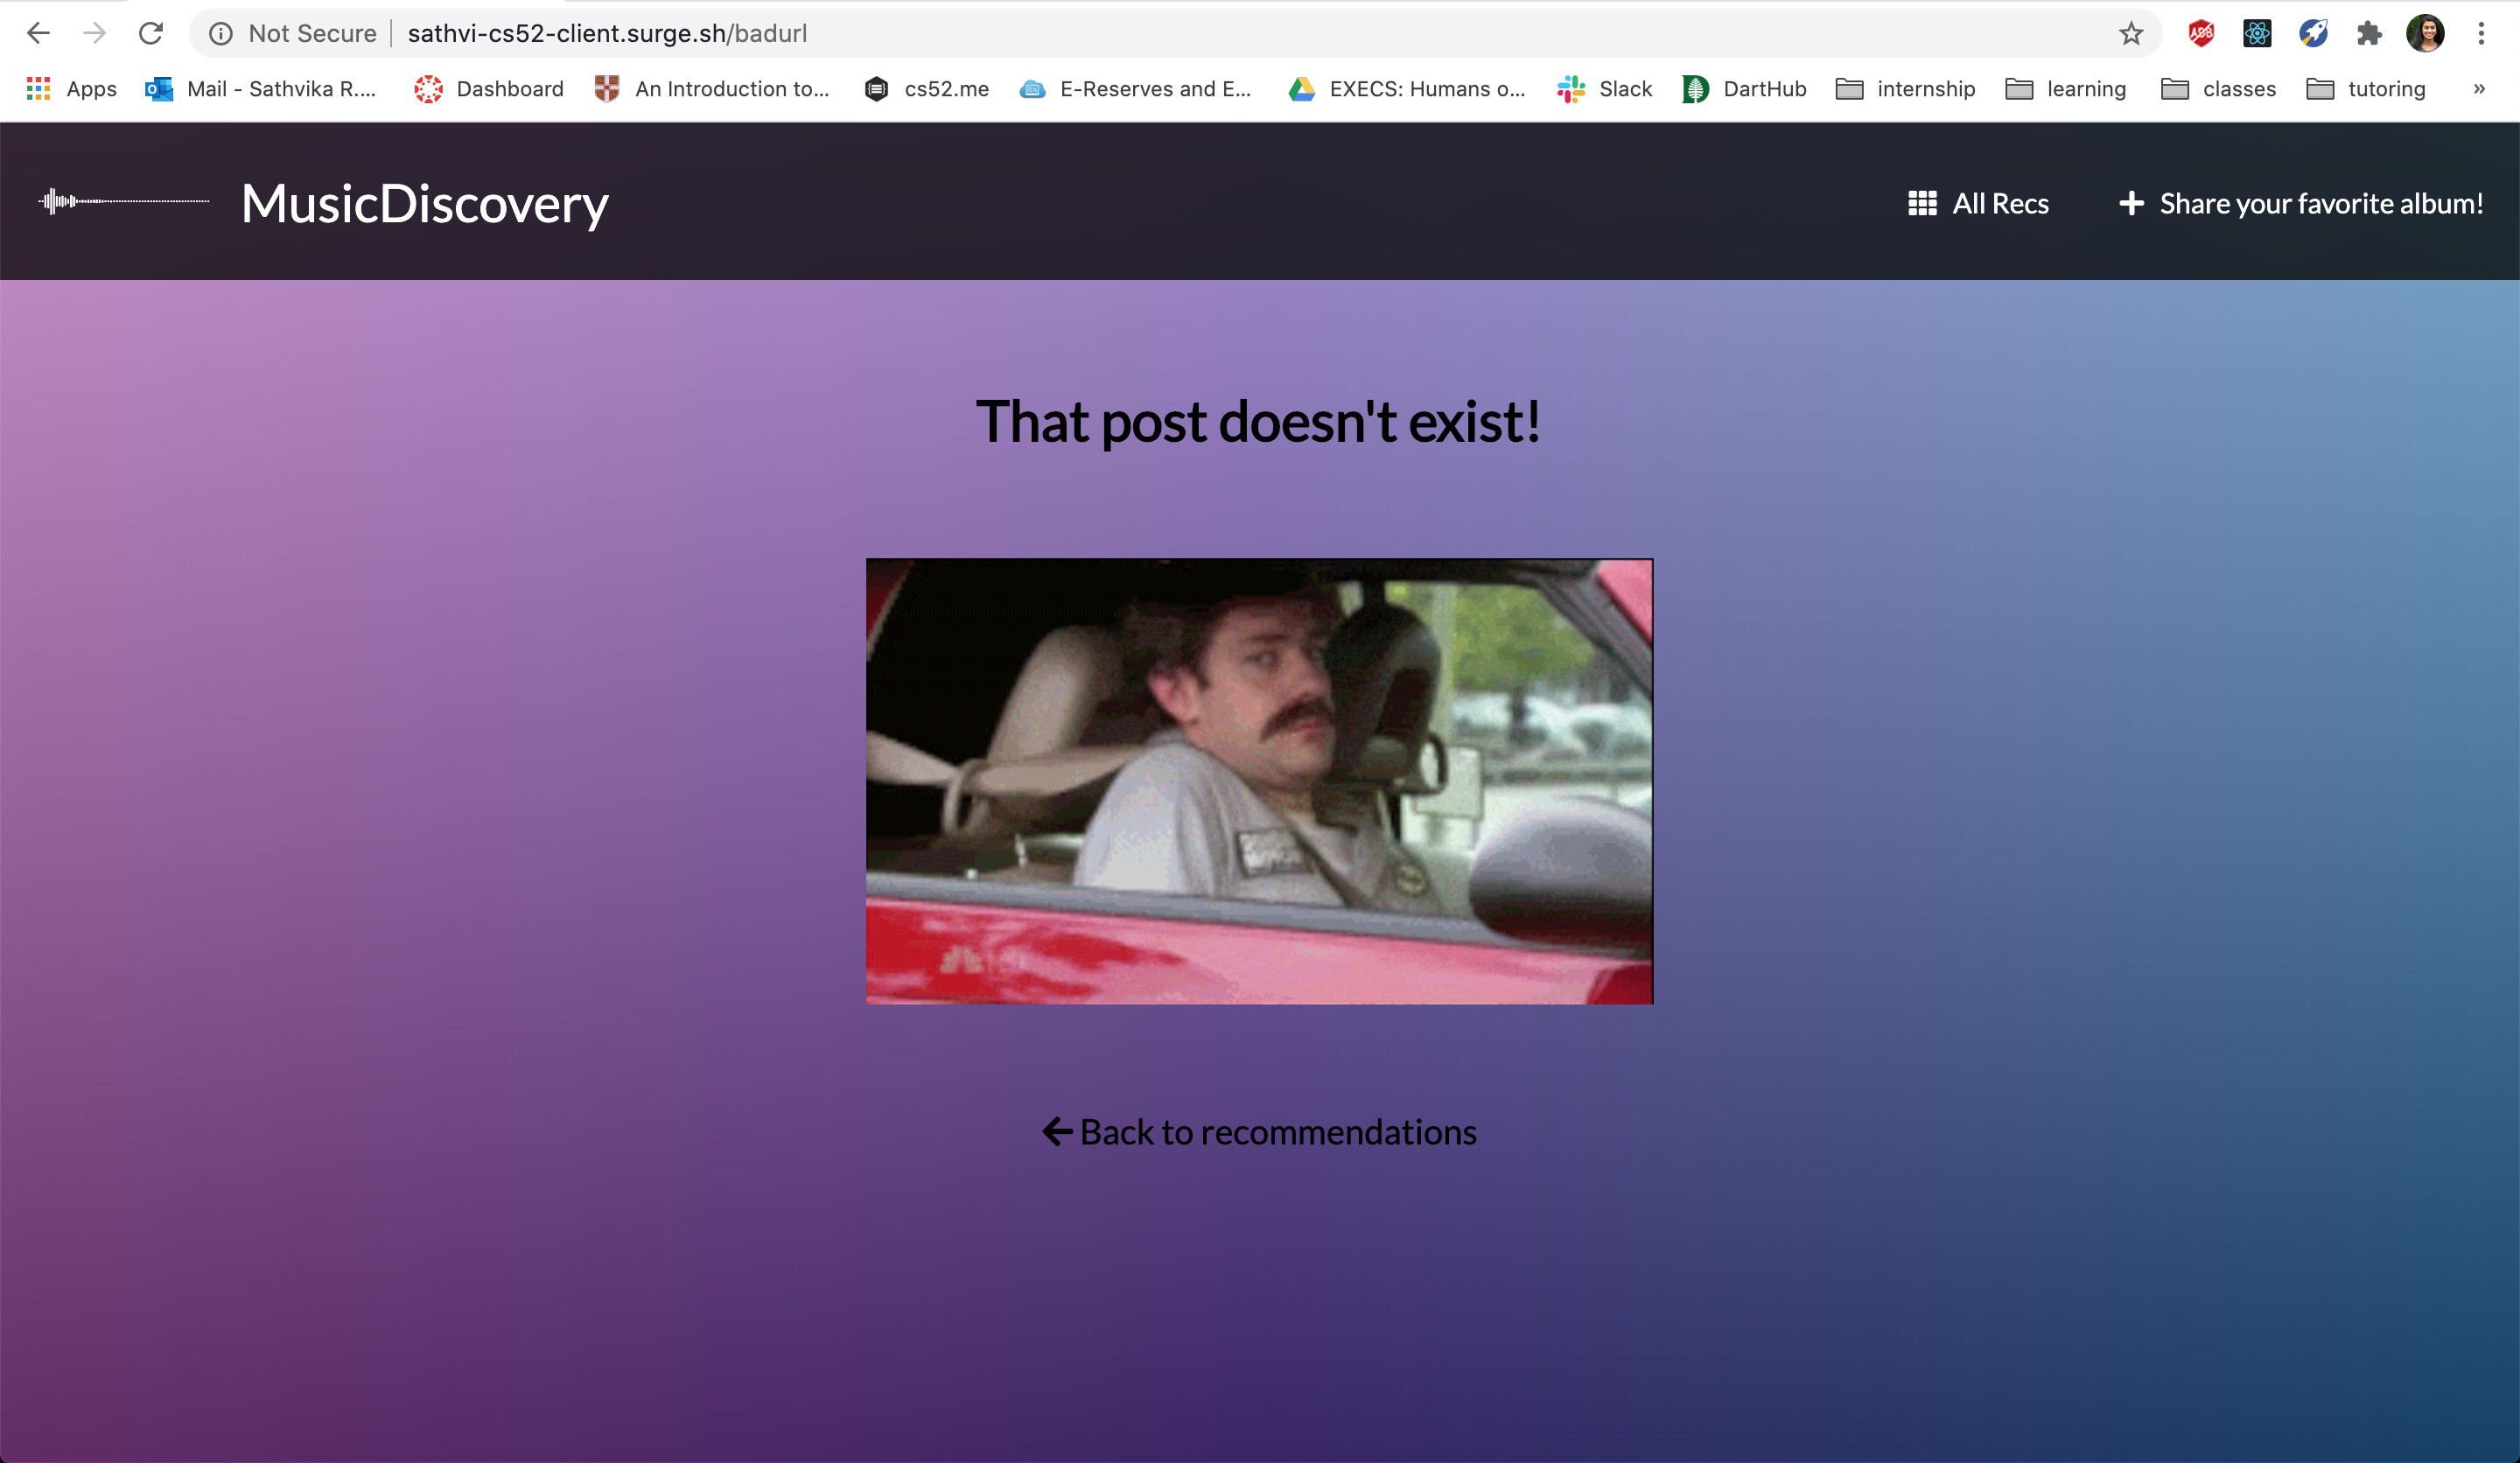 Not Secure sathvi-cs52-client.surge.sh/badurl
ABP
Apps Mail - Sathvika R.... Dashboard An Introduction to... cs52.me E-Reserves and E... EXECS: Humans o... Slack DartHub internship learning classes tutoring »
MusicDiscovery All Recs Share your favorite album!
That post doesn't exist!
Back to recommendations